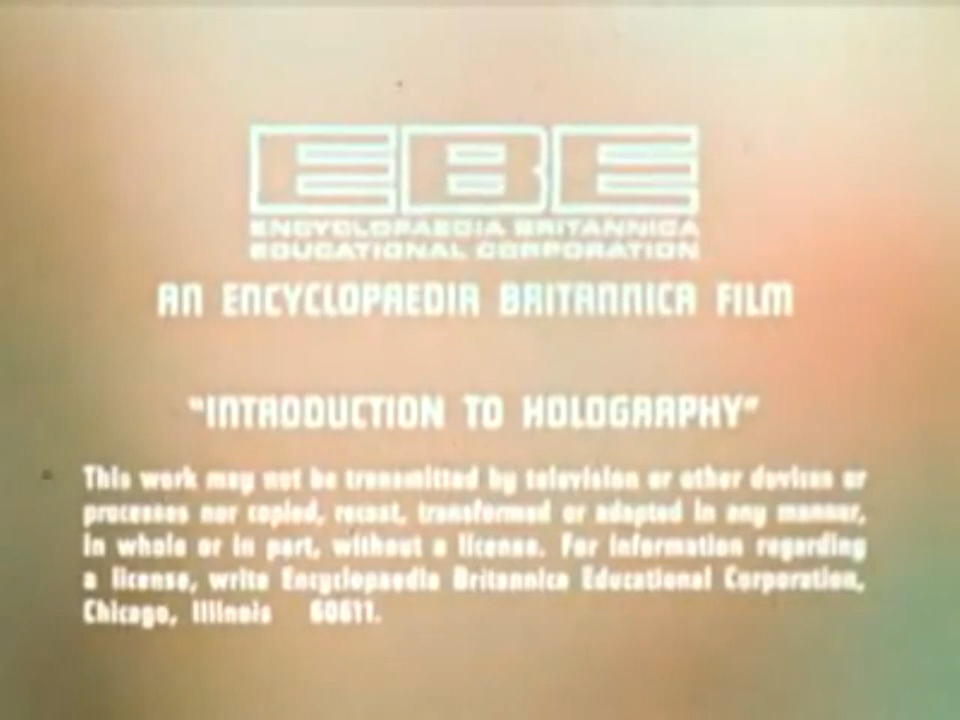 EBE
ENCYCLOPAEDIA BRITANNICA
EDUCATIONAL CORPORATION
AN ENCYCLOPAEDIA BRITANNICA FILM
"INTRODUCTION TO HOLOGRAPHY"
This work may not be transmitted by television or other devices or
processes nor copied, recast, transformed or adapted in any manner,
in whole or in part, without a license. For information regarding
a license, write Encyclopaedia Britannica Educational Corporation,
Chicago, Illinois 60611.